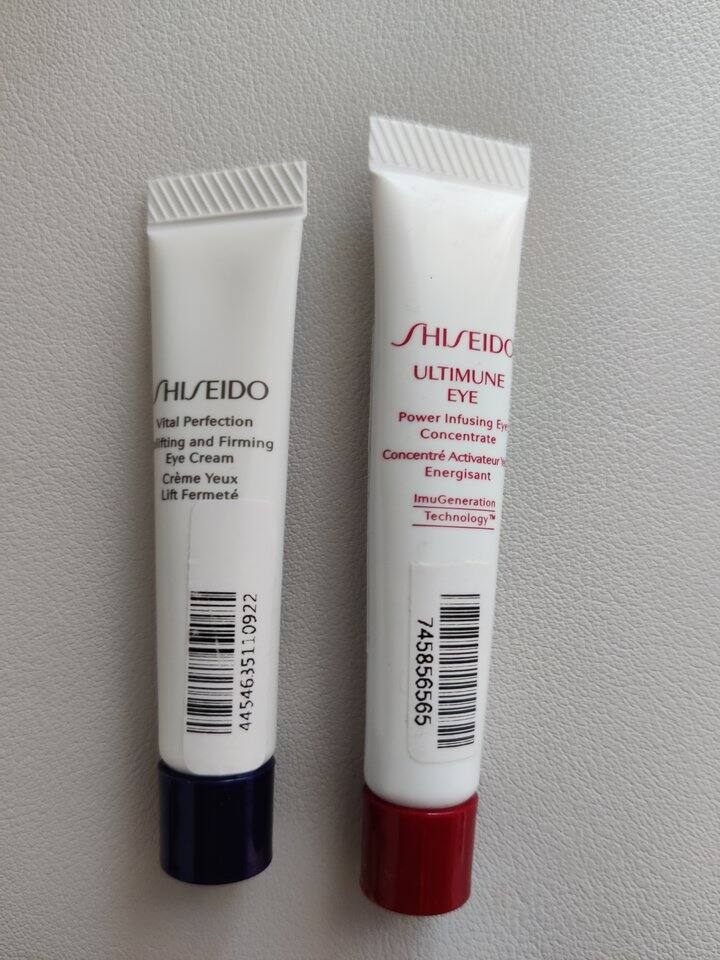 SHISEIDO
Vital Perfection
lifting and Firming
Eye Cream
Crème Yeux
Lift Fermeté
4454635110922
SHISEIDO
ULTIMUNE
EYE
Power Infusing Eye
Concentrate
Concentré Activateur
Energisant
ImuGeneration
Technology™
745856565